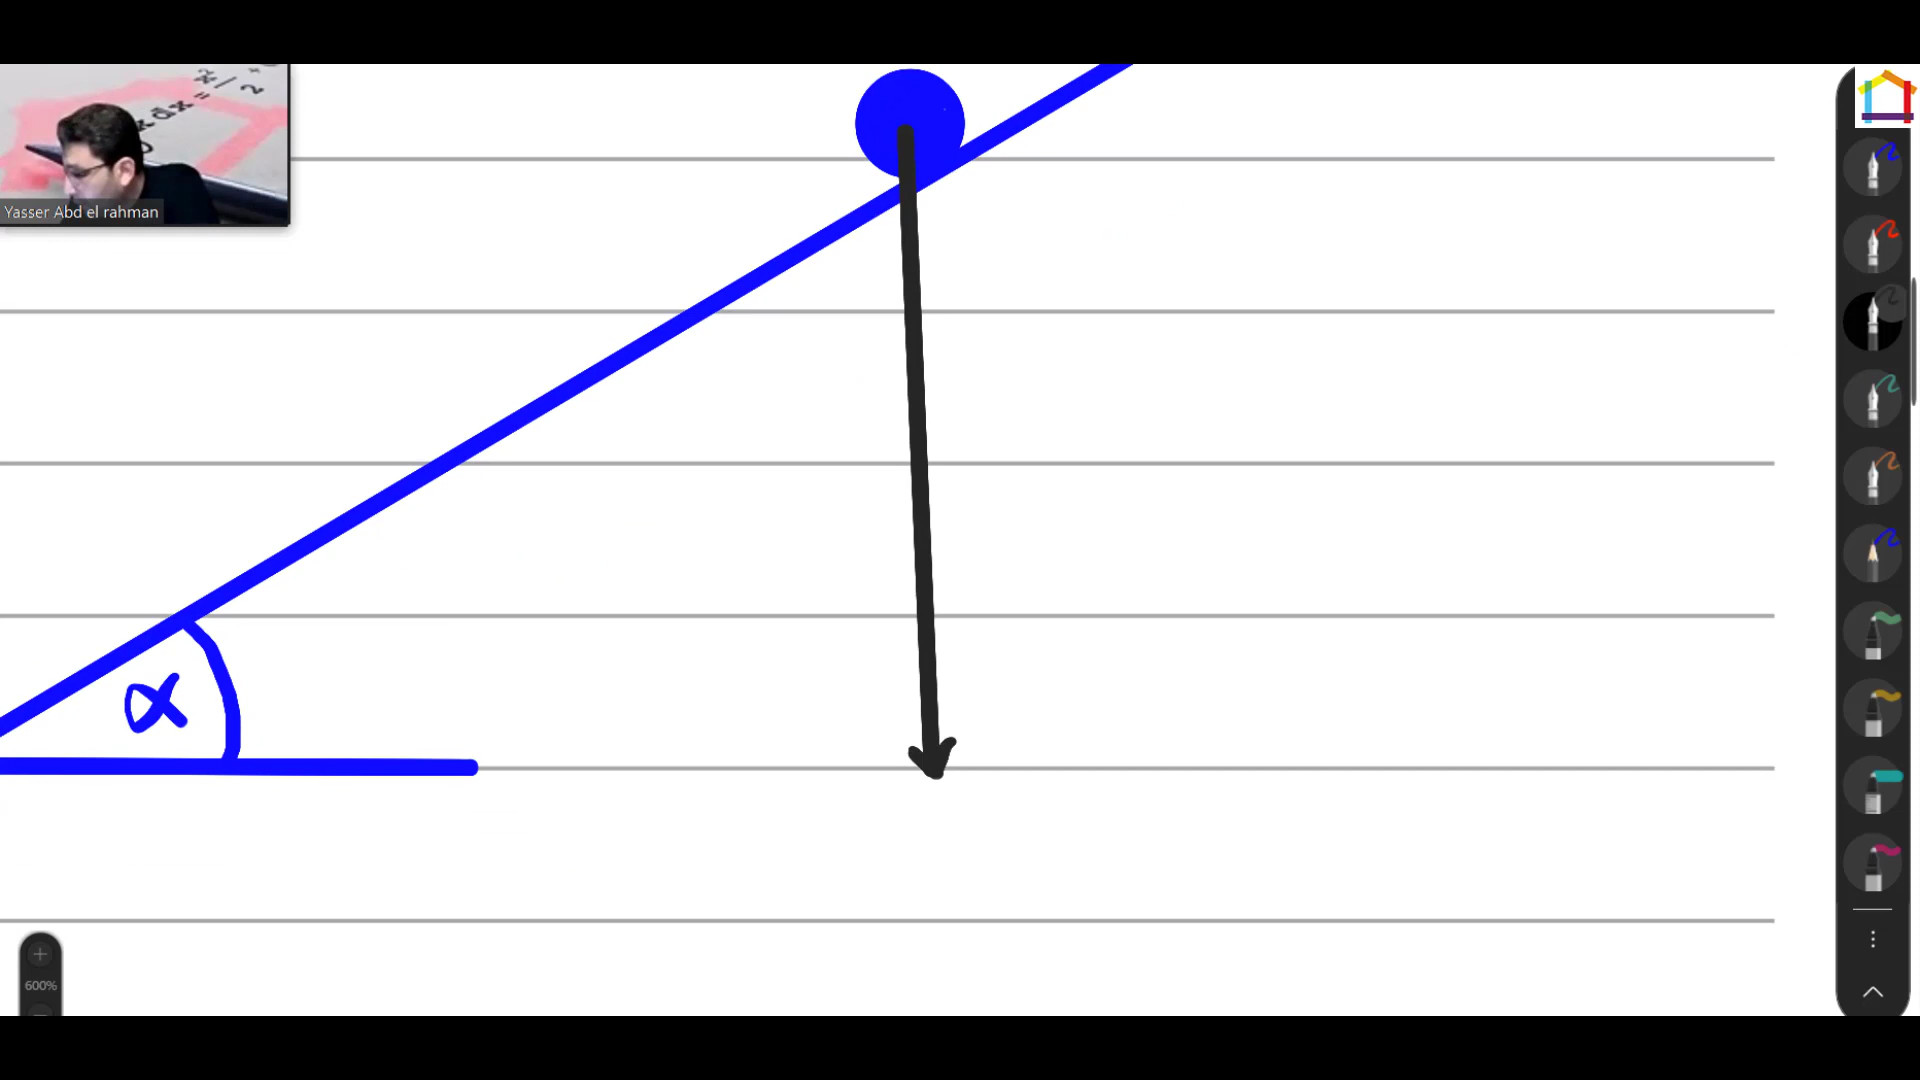 Yasser Abd el rahman
α
600%